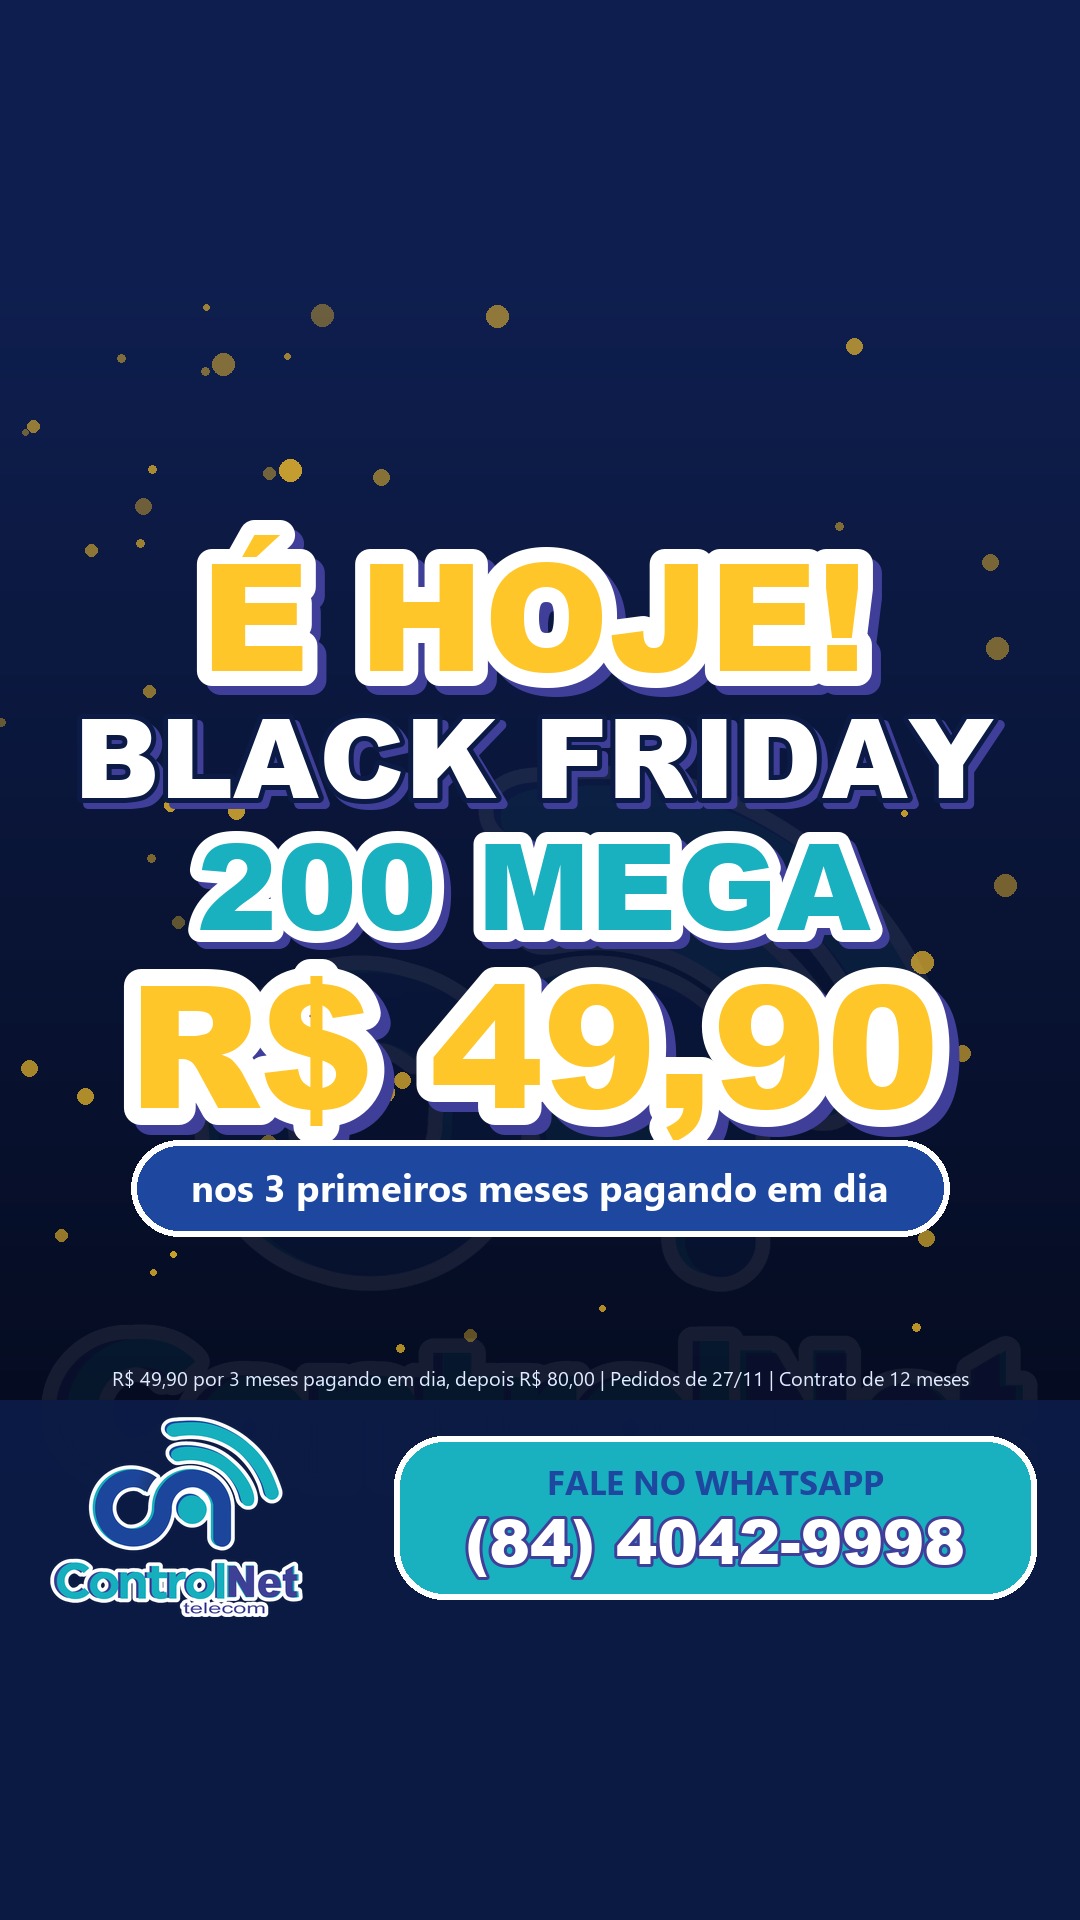 É HOJE!
BLACK FRIDAY
200 MEGA
R$ 49,90
nos 3 primeiros meses pagando em dia
R$ 49,90 por 3 meses pagando em dia, depois R$ 80,00 | Pedidos de 27/11 | Contrato de 12 meses
ControlNet
telecom
FALE NO WHATSAPP
(84) 4042-9998